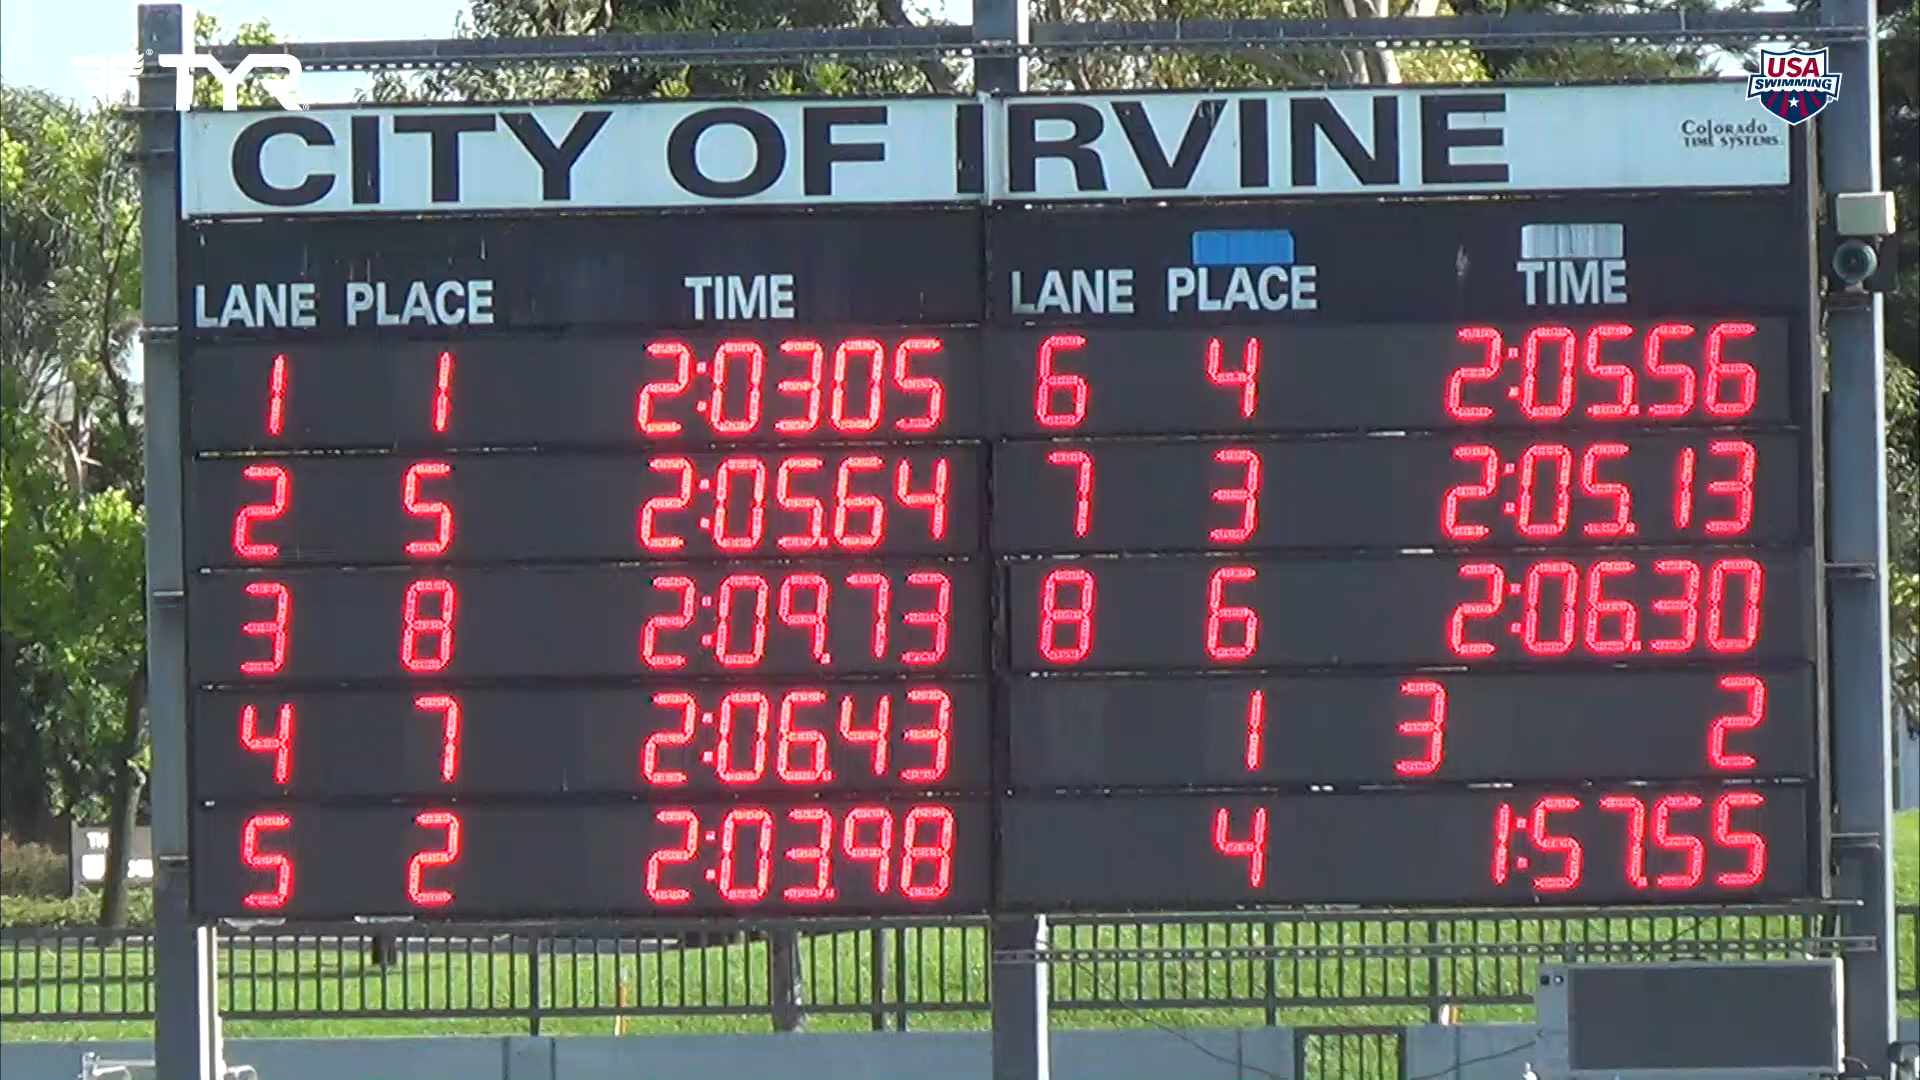 TYR
USA
SWIMMING
CITY OF IRVINE
Colorado
TIME SYSTEMS
LANE PLACE TIME LANE PLACE TIME
1 1 2:03.05 6 4 2:05.56
2 5 2:05.64 7 3 2:05.13
3 8 2:09.73 8 6 2:06.30
4 7 2:06.43 1 3 2
5 2 2:03.98 4 1:57.55